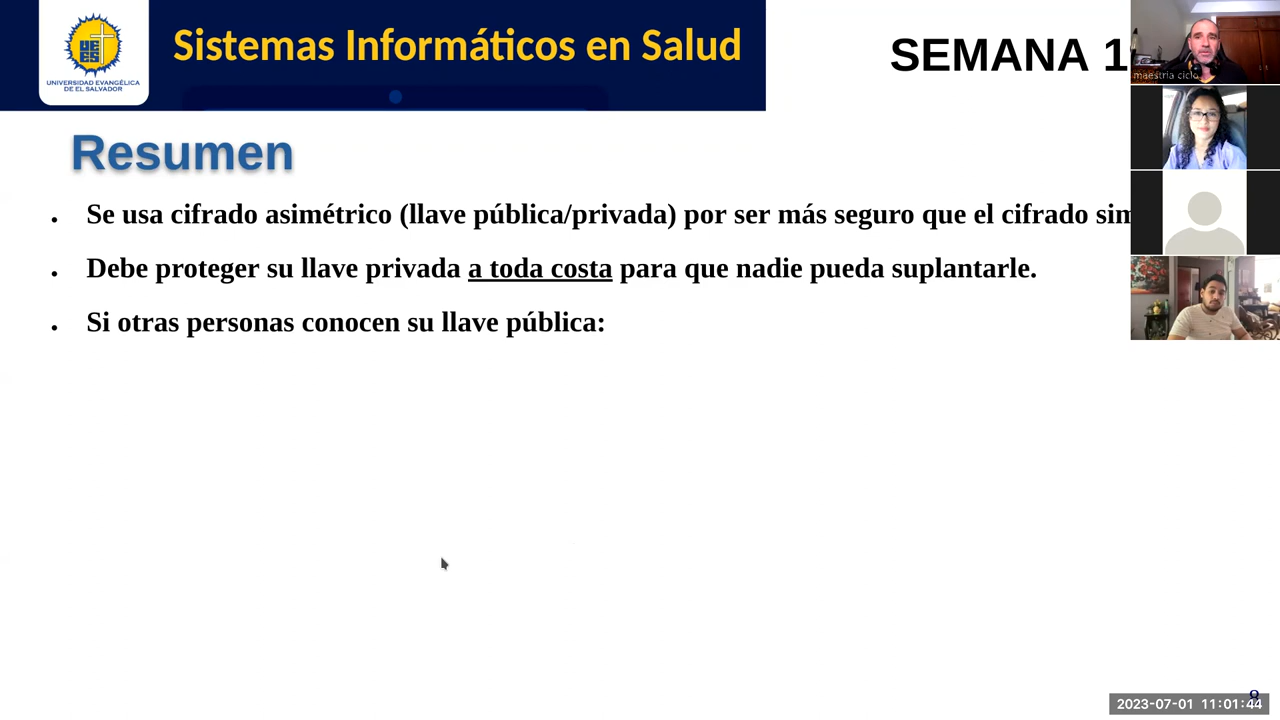 Sistemas Informáticos en Salud
UNIVERSIDAD EVANGÉLICA
DE EL SALVADOR
SEMANA 1
maestria ciclo
Resumen
Se usa cifrado asimétrico (llave pública/privada) por ser más seguro que el cifrado sim
Debe proteger su llave privada a toda costa para que nadie pueda suplantarle.
Si otras personas conocen su llave pública:
2023-07-01 11:01:44